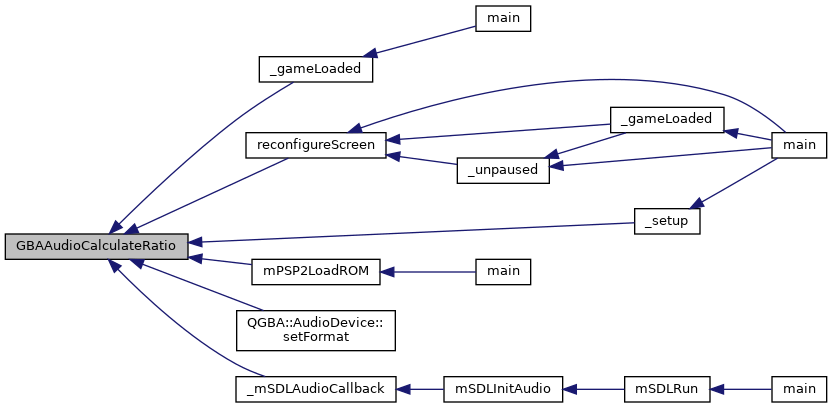 main
_gameLoaded
_gameLoaded
reconfigureScreen
main
_unpaused
_setup
GBAAudioCalculateRatio
mPSP2LoadROM
main
QGBA::AudioDevice::
setFormat
_mSDLAudioCallback
mSDLInitAudio
mSDLRun
main